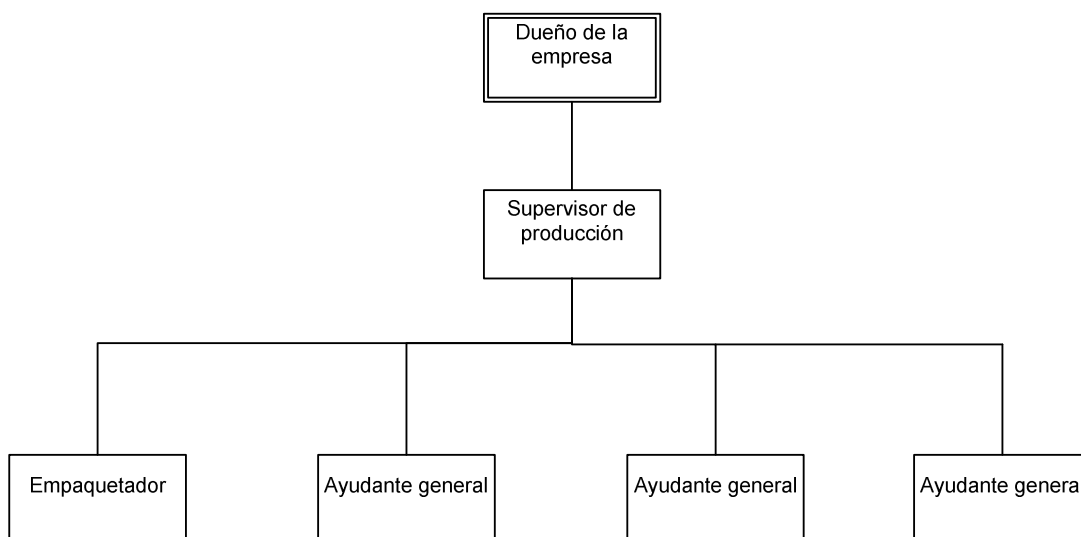 Dueño de la
empresa
Supervisor de
producción
Empaquetador
Ayudante general
Ayudante general
Ayudante genera